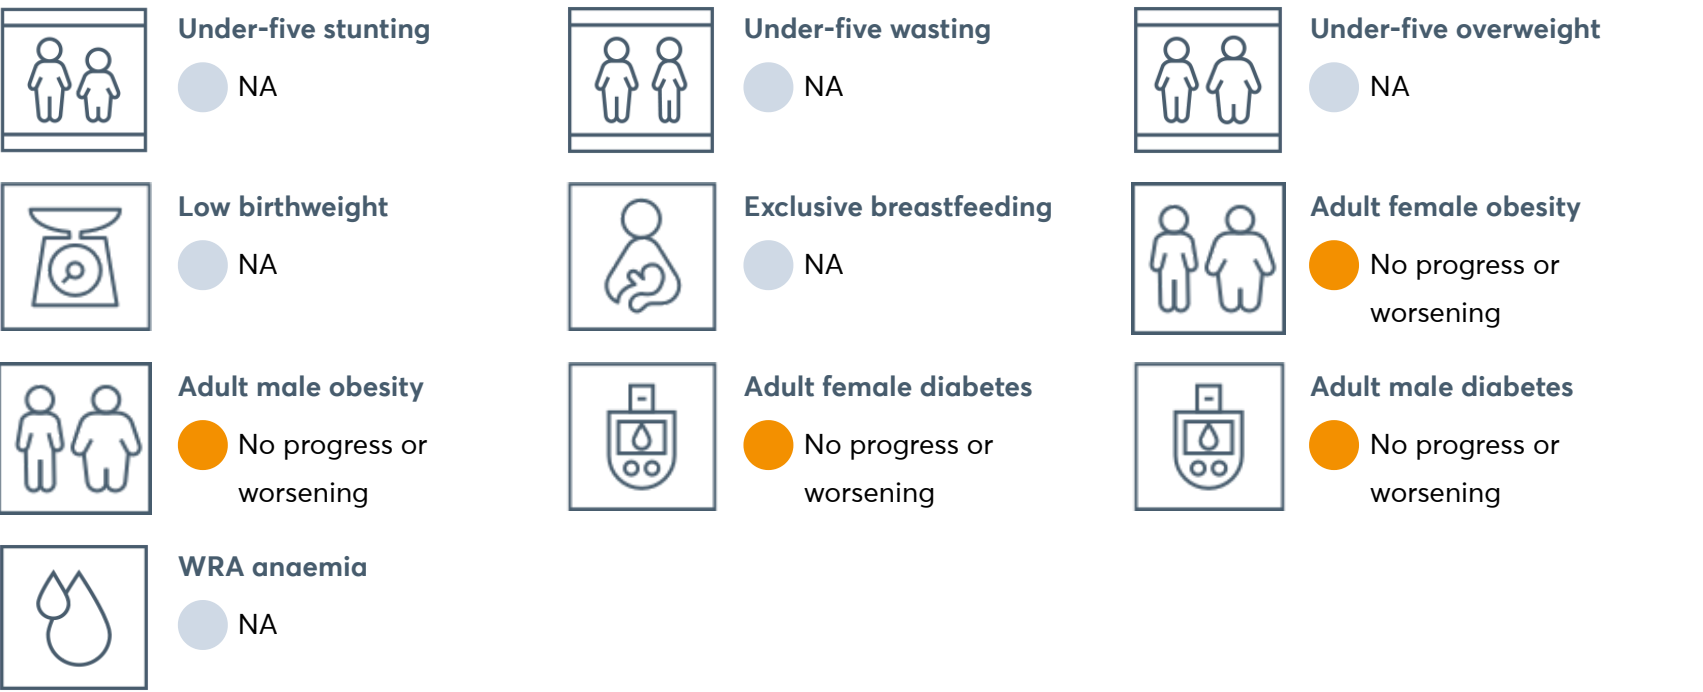 Under-five stunting
NA
Under-five wasting
NA
Under-five overweight
NA
Low birthweight
NA
Exclusive breastfeeding
NA
Adult female obesity
No progress or
worsening
Adult male obesity
No progress or
worsening
Adult female diabetes
No progress or
worsening
Adult male diabetes
No progress or
worsening
WRA anaemia
NA